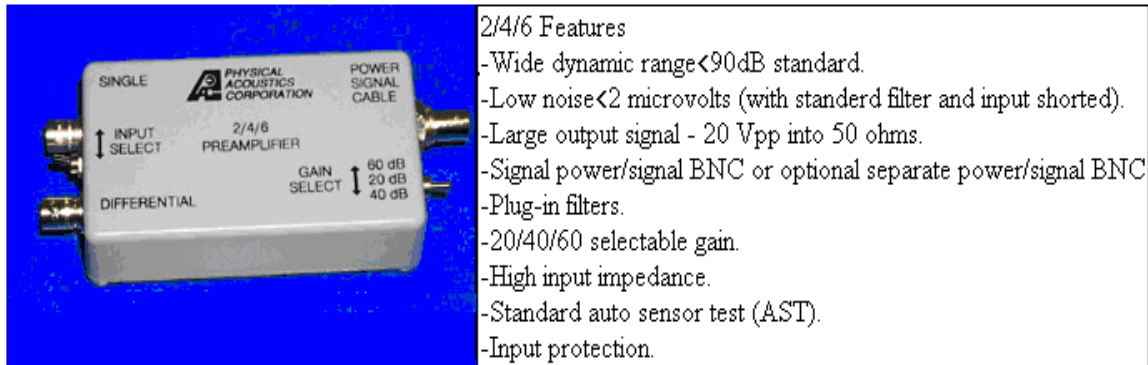 SINGLE
PHYSICAL
ACOUSTICS
CORPORATION
POWER
SIGNAL
CABLE
INPUT
SELECT
2/4/6
PREAMPLIFIER
GAIN
SELECT
60 dB
20 dB
40 dB
DIFFERENTIAL
2/4/6 Features
-Wide dynamic range<90dB standard.
-Low noise<2 microvolts (with standerd filter and input shorted).
-Large output signal - 20 Vpp into 50 ohms.
-Signal power/signal BNC or optional separate power/signal BNC
-Plug-in filters.
-20/40/60 selectable gain.
-High input impedance.
-Standard auto sensor test (AST).
-Input protection.